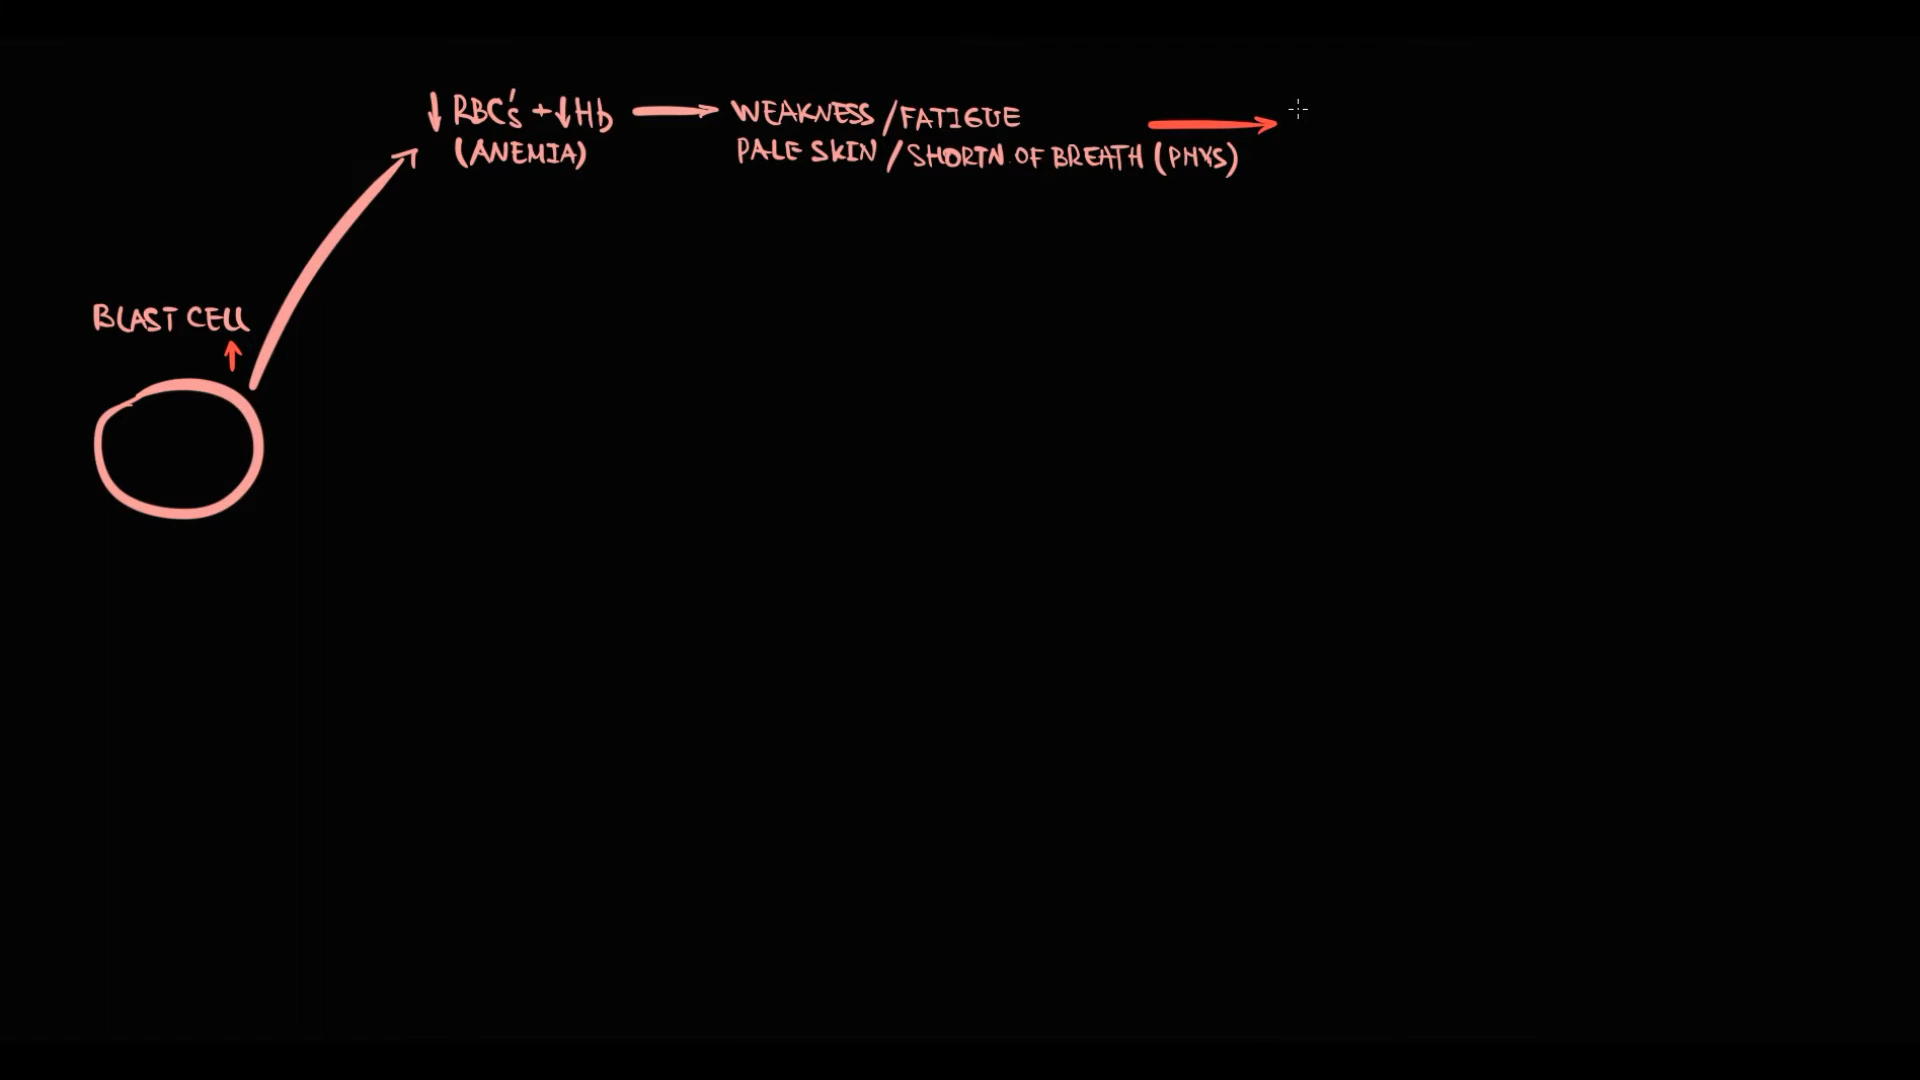 ↓ RBC's + ↓Hb → WEAKNESS / FATIGUE →
(ANEMIA) PALE SKIN / SHORTN. OF BREATH (PHYS)
BLAST CELL
↑